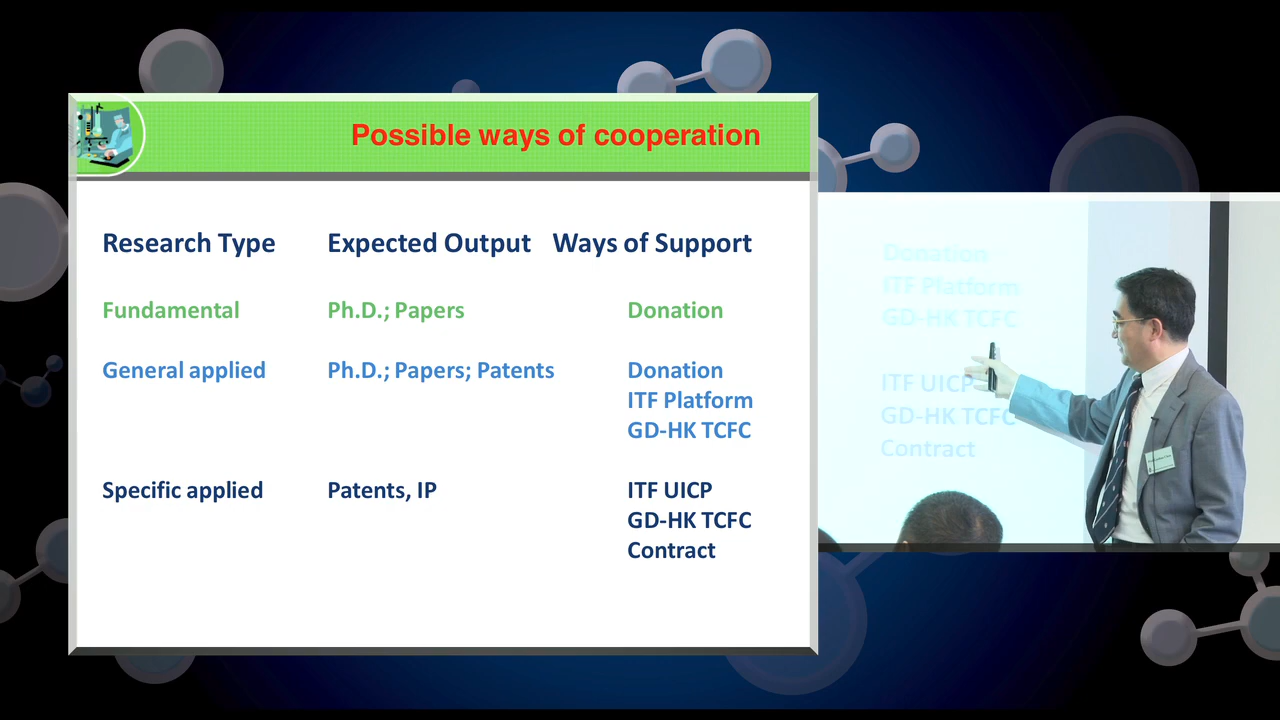 Possible ways of cooperation
Research Type Expected Output Ways of Support
Fundamental Ph.D.; Papers Donation
General applied Ph.D.; Papers; Patents Donation
ITF Platform
GD-HK TCFC
Specific applied Patents, IP ITF UICP
GD-HK TCFC
Contract
Donation
ITF Platform
GD-HK TCFC
ITF UICP
GD-HK TCFC
Contract